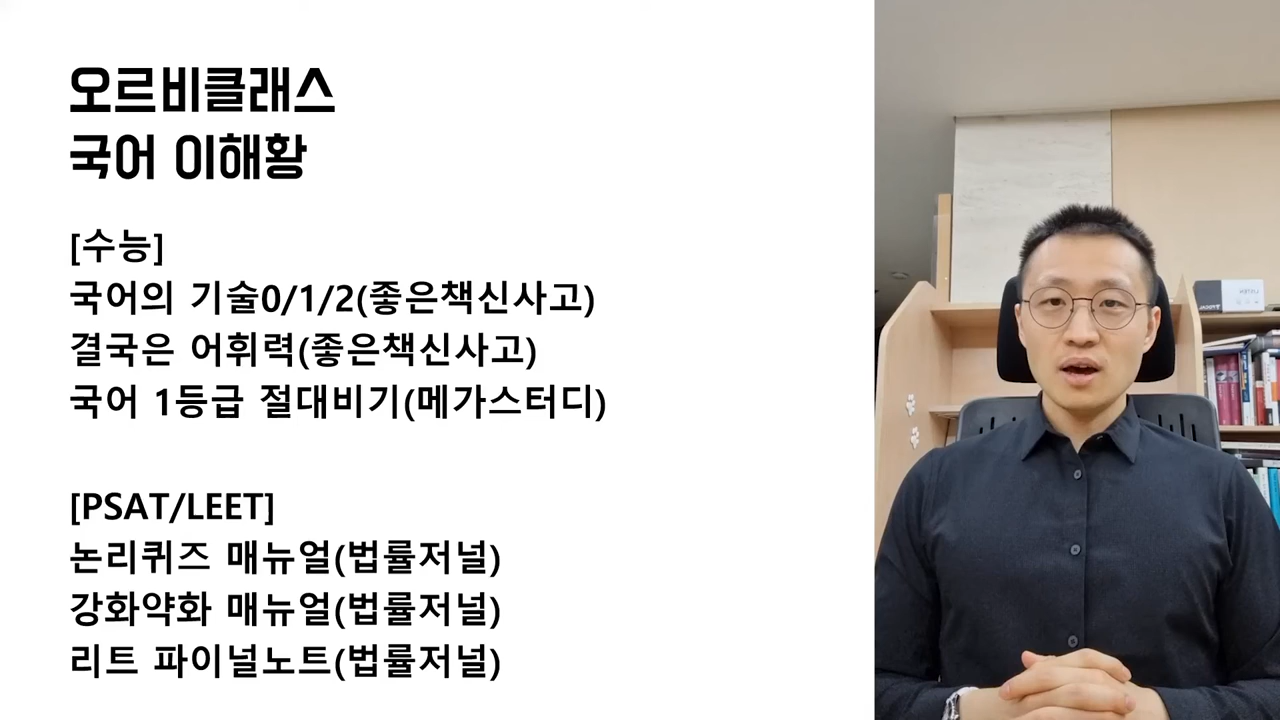 오르비클래스
국어 이해황
[수능]
국어의 기술0/1/2(좋은책신사고)
결국은 어휘력(좋은책신사고)
국어 1등급 절대비기(메가스터디)
[PSAT/LEET]
논리퀴즈 매뉴얼(법률저널)
강화약화 매뉴얼(법률저널)
리트 파이널노트(법률저널)